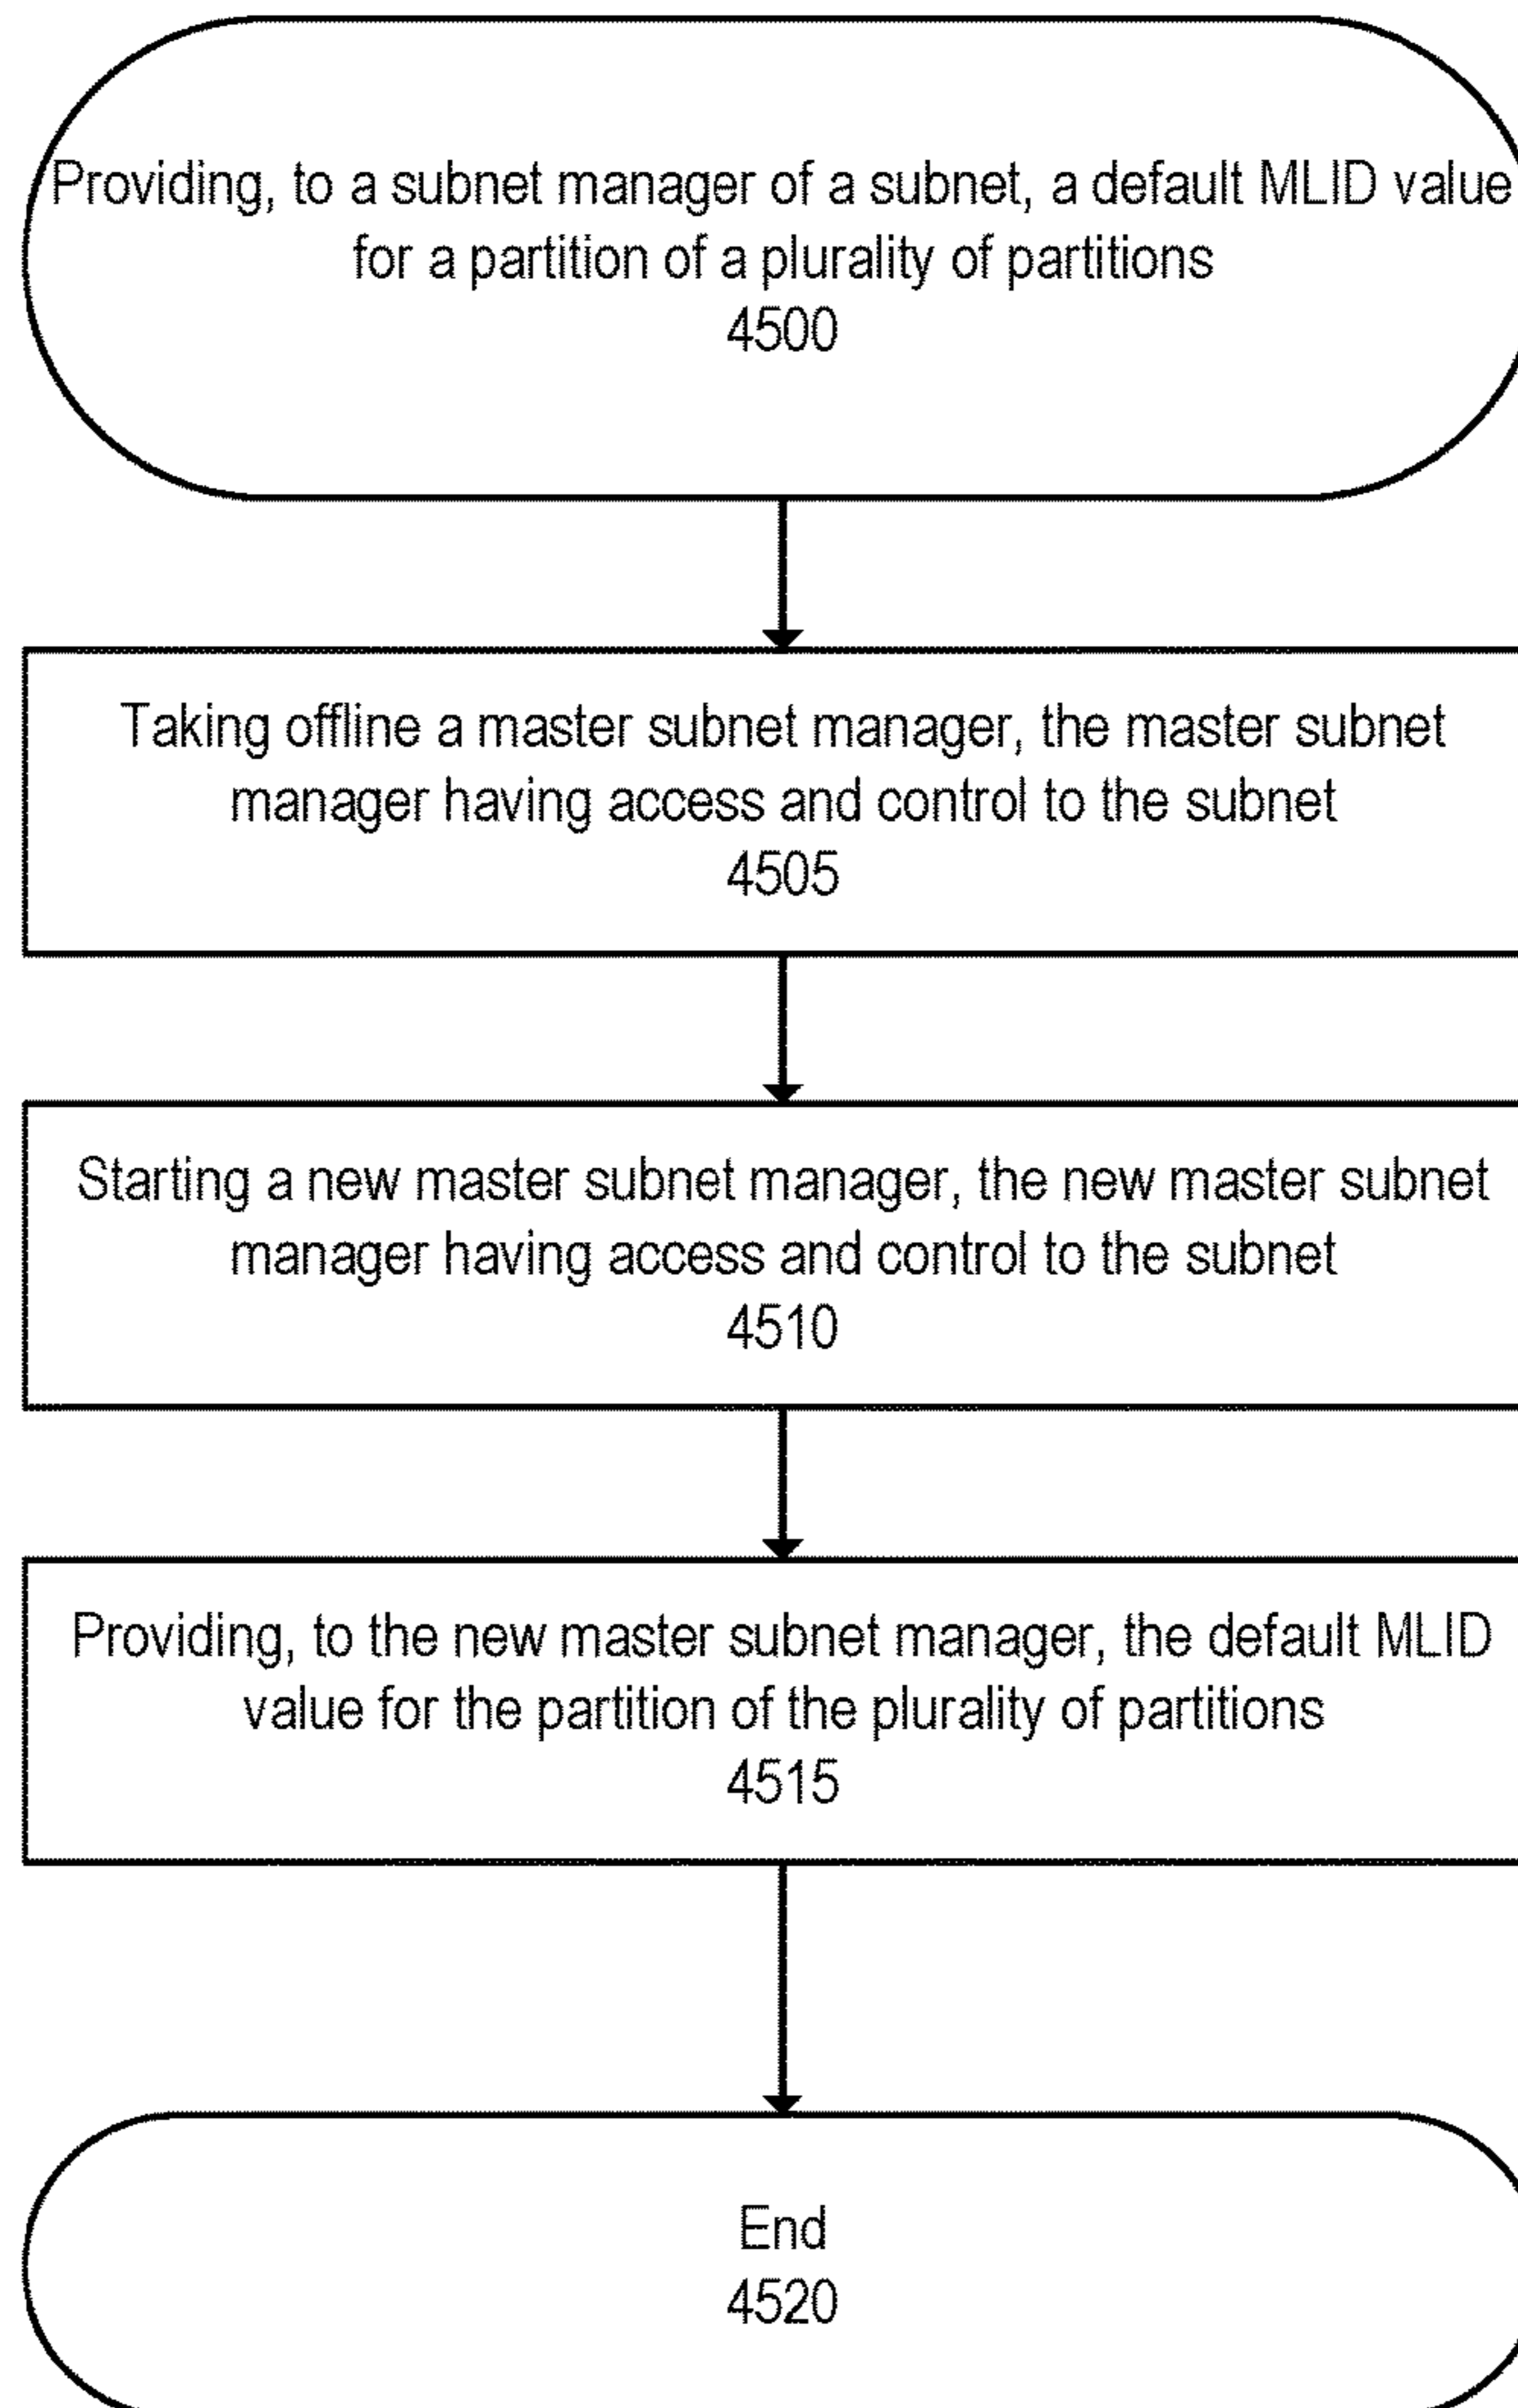 Providing, to a subnet manager of a subnet, a default MLID value
for a partition of a plurality of partitions
4500
Taking offline a master subnet manager, the master subnet
manager having access and control to the subnet
4505
Starting a new master subnet manager, the new master subnet
manager having access and control to the subnet
4510
Providing, to the new master subnet manager, the default MLID
value for the partition of the plurality of partitions
4515
End
4520